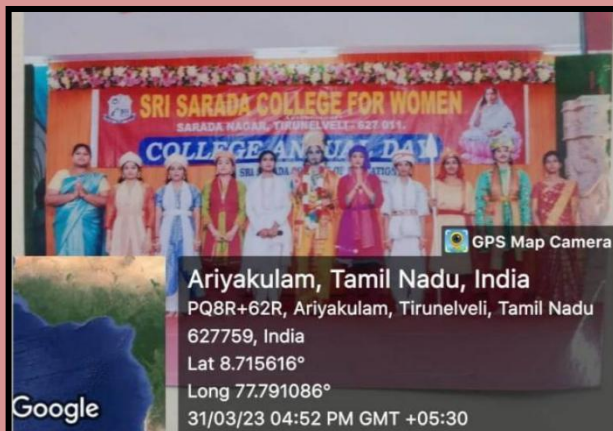 SRI SARADA COLLEGE FOR WOMEN
SARADA NAGAR, TIRUNELVELI - 627 011.
COLLEGE ANNUAL DAY
GPS Map Camera
Ariyakulam, Tamil Nadu, India
PQ8R+62R, Ariyakulam, Tirunelveli, Tamil Nadu
627759, India
Lat 8.715616°
Long 77.791086°
31/03/23 04:52 PM GMT +05:30
Google